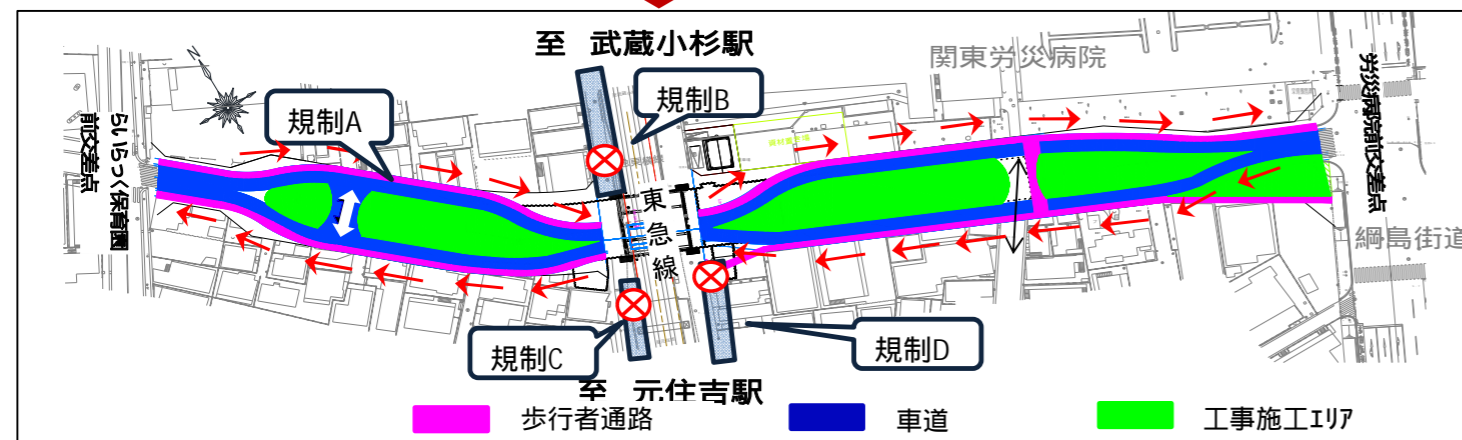 至 武蔵小杉駅
関東労災病院
労災病院前交差点
規制B
規制A
らいらっく保育園
前交差点
N
東急線
綱島街道
規制C
規制D
至 元住吉駅
歩行者通路
車道
工事施工エリア